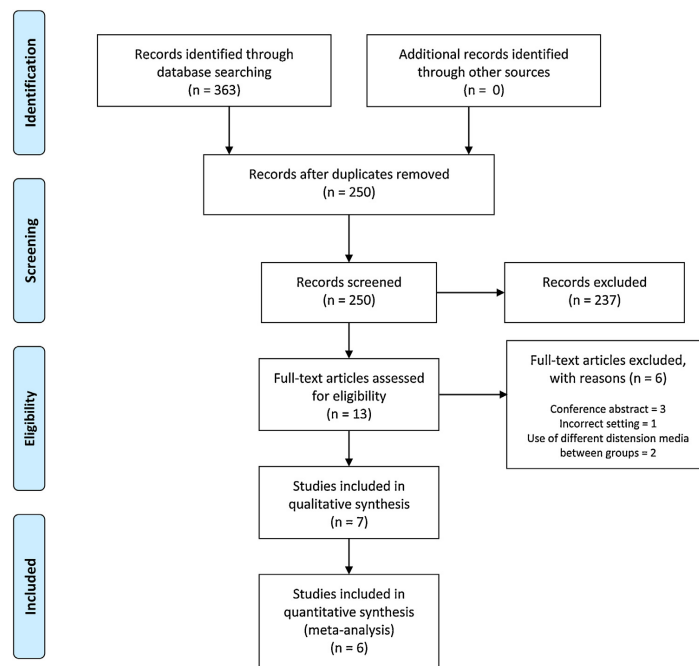 Identification
Records identified through
database searching
(n = 363)
Additional records identified
through other sources
(n = 0)
Records after duplicates removed
(n = 250)
Screening
Records screened
(n = 250)
Records excluded
(n = 237)
Eligibility
Full-text articles assessed
for eligibility
(n = 13)
Full-text articles excluded,
with reasons (n = 6)
Conference abstract = 3
Incorrect setting = 1
Use of different distension media
between groups = 2
Studies included in
qualitative synthesis
(n = 7)
Included
Studies included in
quantitative synthesis
(meta-analysis)
(n = 6)